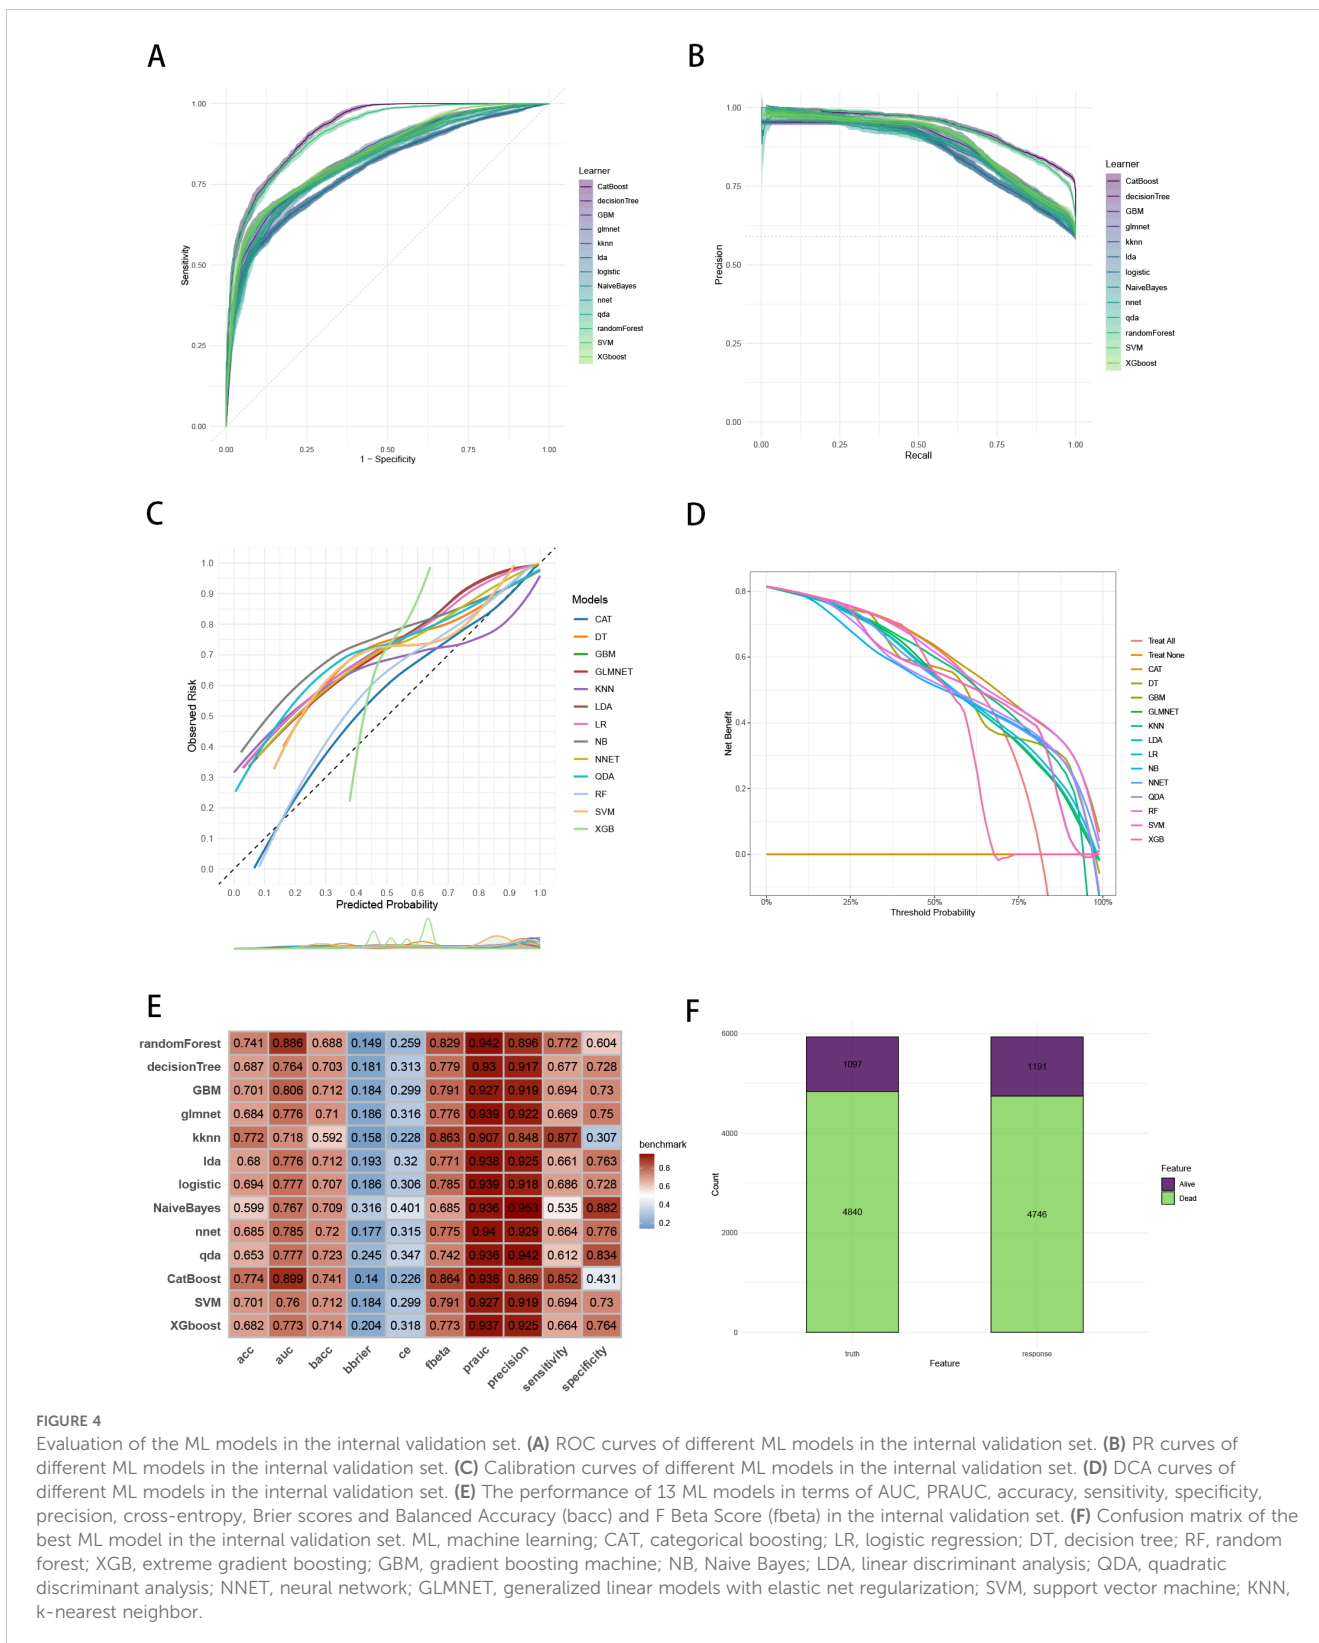 A
1.00
0.75
0.50
0.25
0.00
Sensitivity
0.00 0.25 0.50 0.75 1.00
1 − Specificity
Learner
CatBoost
decisionTree
GBM
glmnet
kknn
lda
logistic
NaiveBayes
nnet
qda
randomForest
SVM
XGboost
B
1.00
0.75
0.50
0.25
0.00
Precision
0.00 0.25 0.50 0.75 1.00
Recall
Learner
CatBoost
decisionTree
GBM
glmnet
kknn
lda
logistic
NaiveBayes
nnet
qda
randomForest
SVM
XGboost
C
1.0
0.9
0.8
0.7
0.6
0.5
0.4
0.3
0.2
0.1
0.0
Observed Risk
0.0 0.1 0.2 0.3 0.4 0.5 0.6 0.7 0.8 0.9 1.0
Predicted Probability
Models
CAT
DT
GBM
GLMNET
KNN
LDA
LR
NB
NNET
QDA
RF
SVM
XGB
D
0.8
0.6
0.4
0.2
0.0
Net Benefit
0% 25% 50% 75% 100%
Threshold Probability
Treat All
Treat None
CAT
DT
GBM
GLMNET
KNN
LDA
LR
NB
NNET
QDA
RF
SVM
XGB
E
randomForest 0.741 0.886 0.688 0.149 0.259 0.829 0.942 0.896 0.772 0.604
decisionTree 0.687 0.764 0.703 0.181 0.313 0.779 0.93 0.917 0.677 0.728
GBM 0.701 0.806 0.712 0.184 0.299 0.791 0.927 0.919 0.694 0.73
glmnet 0.684 0.776 0.71 0.186 0.316 0.776 0.939 0.922 0.669 0.75
kknn 0.772 0.718 0.592 0.158 0.228 0.863 0.907 0.848 0.877 0.307
lda 0.68 0.776 0.712 0.193 0.32 0.771 0.938 0.925 0.661 0.763
logistic 0.694 0.777 0.707 0.186 0.306 0.785 0.939 0.918 0.686 0.728
NaiveBayes 0.599 0.767 0.709 0.316 0.401 0.685 0.936 0.953 0.535 0.882
nnet 0.685 0.785 0.72 0.177 0.315 0.775 0.94 0.929 0.664 0.776
qda 0.653 0.777 0.723 0.245 0.347 0.742 0.936 0.942 0.612 0.834
CatBoost 0.774 0.899 0.741 0.14 0.226 0.864 0.938 0.869 0.852 0.431
SVM 0.701 0.76 0.712 0.184 0.299 0.791 0.927 0.919 0.694 0.73
XGboost 0.682 0.773 0.714 0.204 0.318 0.773 0.937 0.925 0.664 0.764
acc auc bacc bbrier ce fbeta prauc precision sensitivity specificity
benchmark
0.8
0.6
0.4
0.2
F
6000
4000
2000
0
Count
1097
4840
1191
4746
truth response
Feature
Feature
Alive
Dead
FIGURE 4
Evaluation of the ML models in the internal validation set. (A) ROC curves of different ML models in the internal validation set. (B) PR curves of
different ML models in the internal validation set. (C) Calibration curves of different ML models in the internal validation set. (D) DCA curves of
different ML models in the internal validation set. (E) The performance of 13 ML models in terms of AUC, PRAUC, accuracy, sensitivity, specificity,
precision, cross-entropy, Brier scores and Balanced Accuracy (bacc) and F Beta Score (fbeta) in the internal validation set. (F) Confusion matrix of the
best ML model in the internal validation set. ML, machine learning; CAT, categorical boosting; LR, logistic regression; DT, decision tree; RF, random
forest; XGB, extreme gradient boosting; GBM, gradient boosting machine; NB, Naive Bayes; LDA, linear discriminant analysis; QDA, quadratic
discriminant analysis; NNET, neural network; GLMNET, generalized linear models with elastic net regularization; SVM, support vector machine; KNN,
k-nearest neighbor.